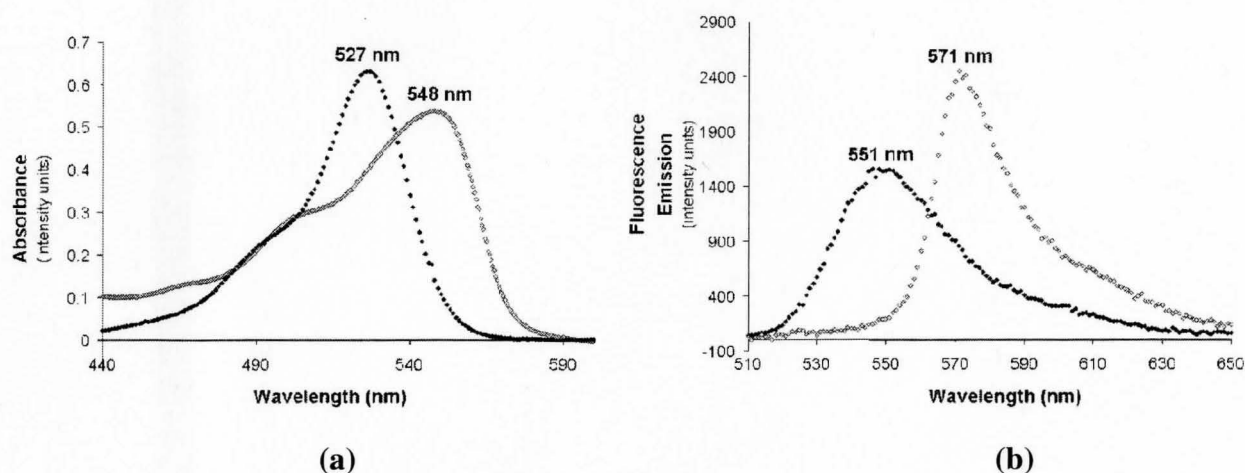 0.7
0.6
0.5
0.4
0.3
0.2
0.1
0
440
490
540
590
527 nm
548 nm
Absorbance
(intensity units)
Wavelength (nm)
(a)
2900
2400
1900
1400
900
400
-100
510
530
550
570
590
610
630
650
551 nm
571 nm
Fluorescence
Emission
(intensity units)
Wavelength (nm)
(b)